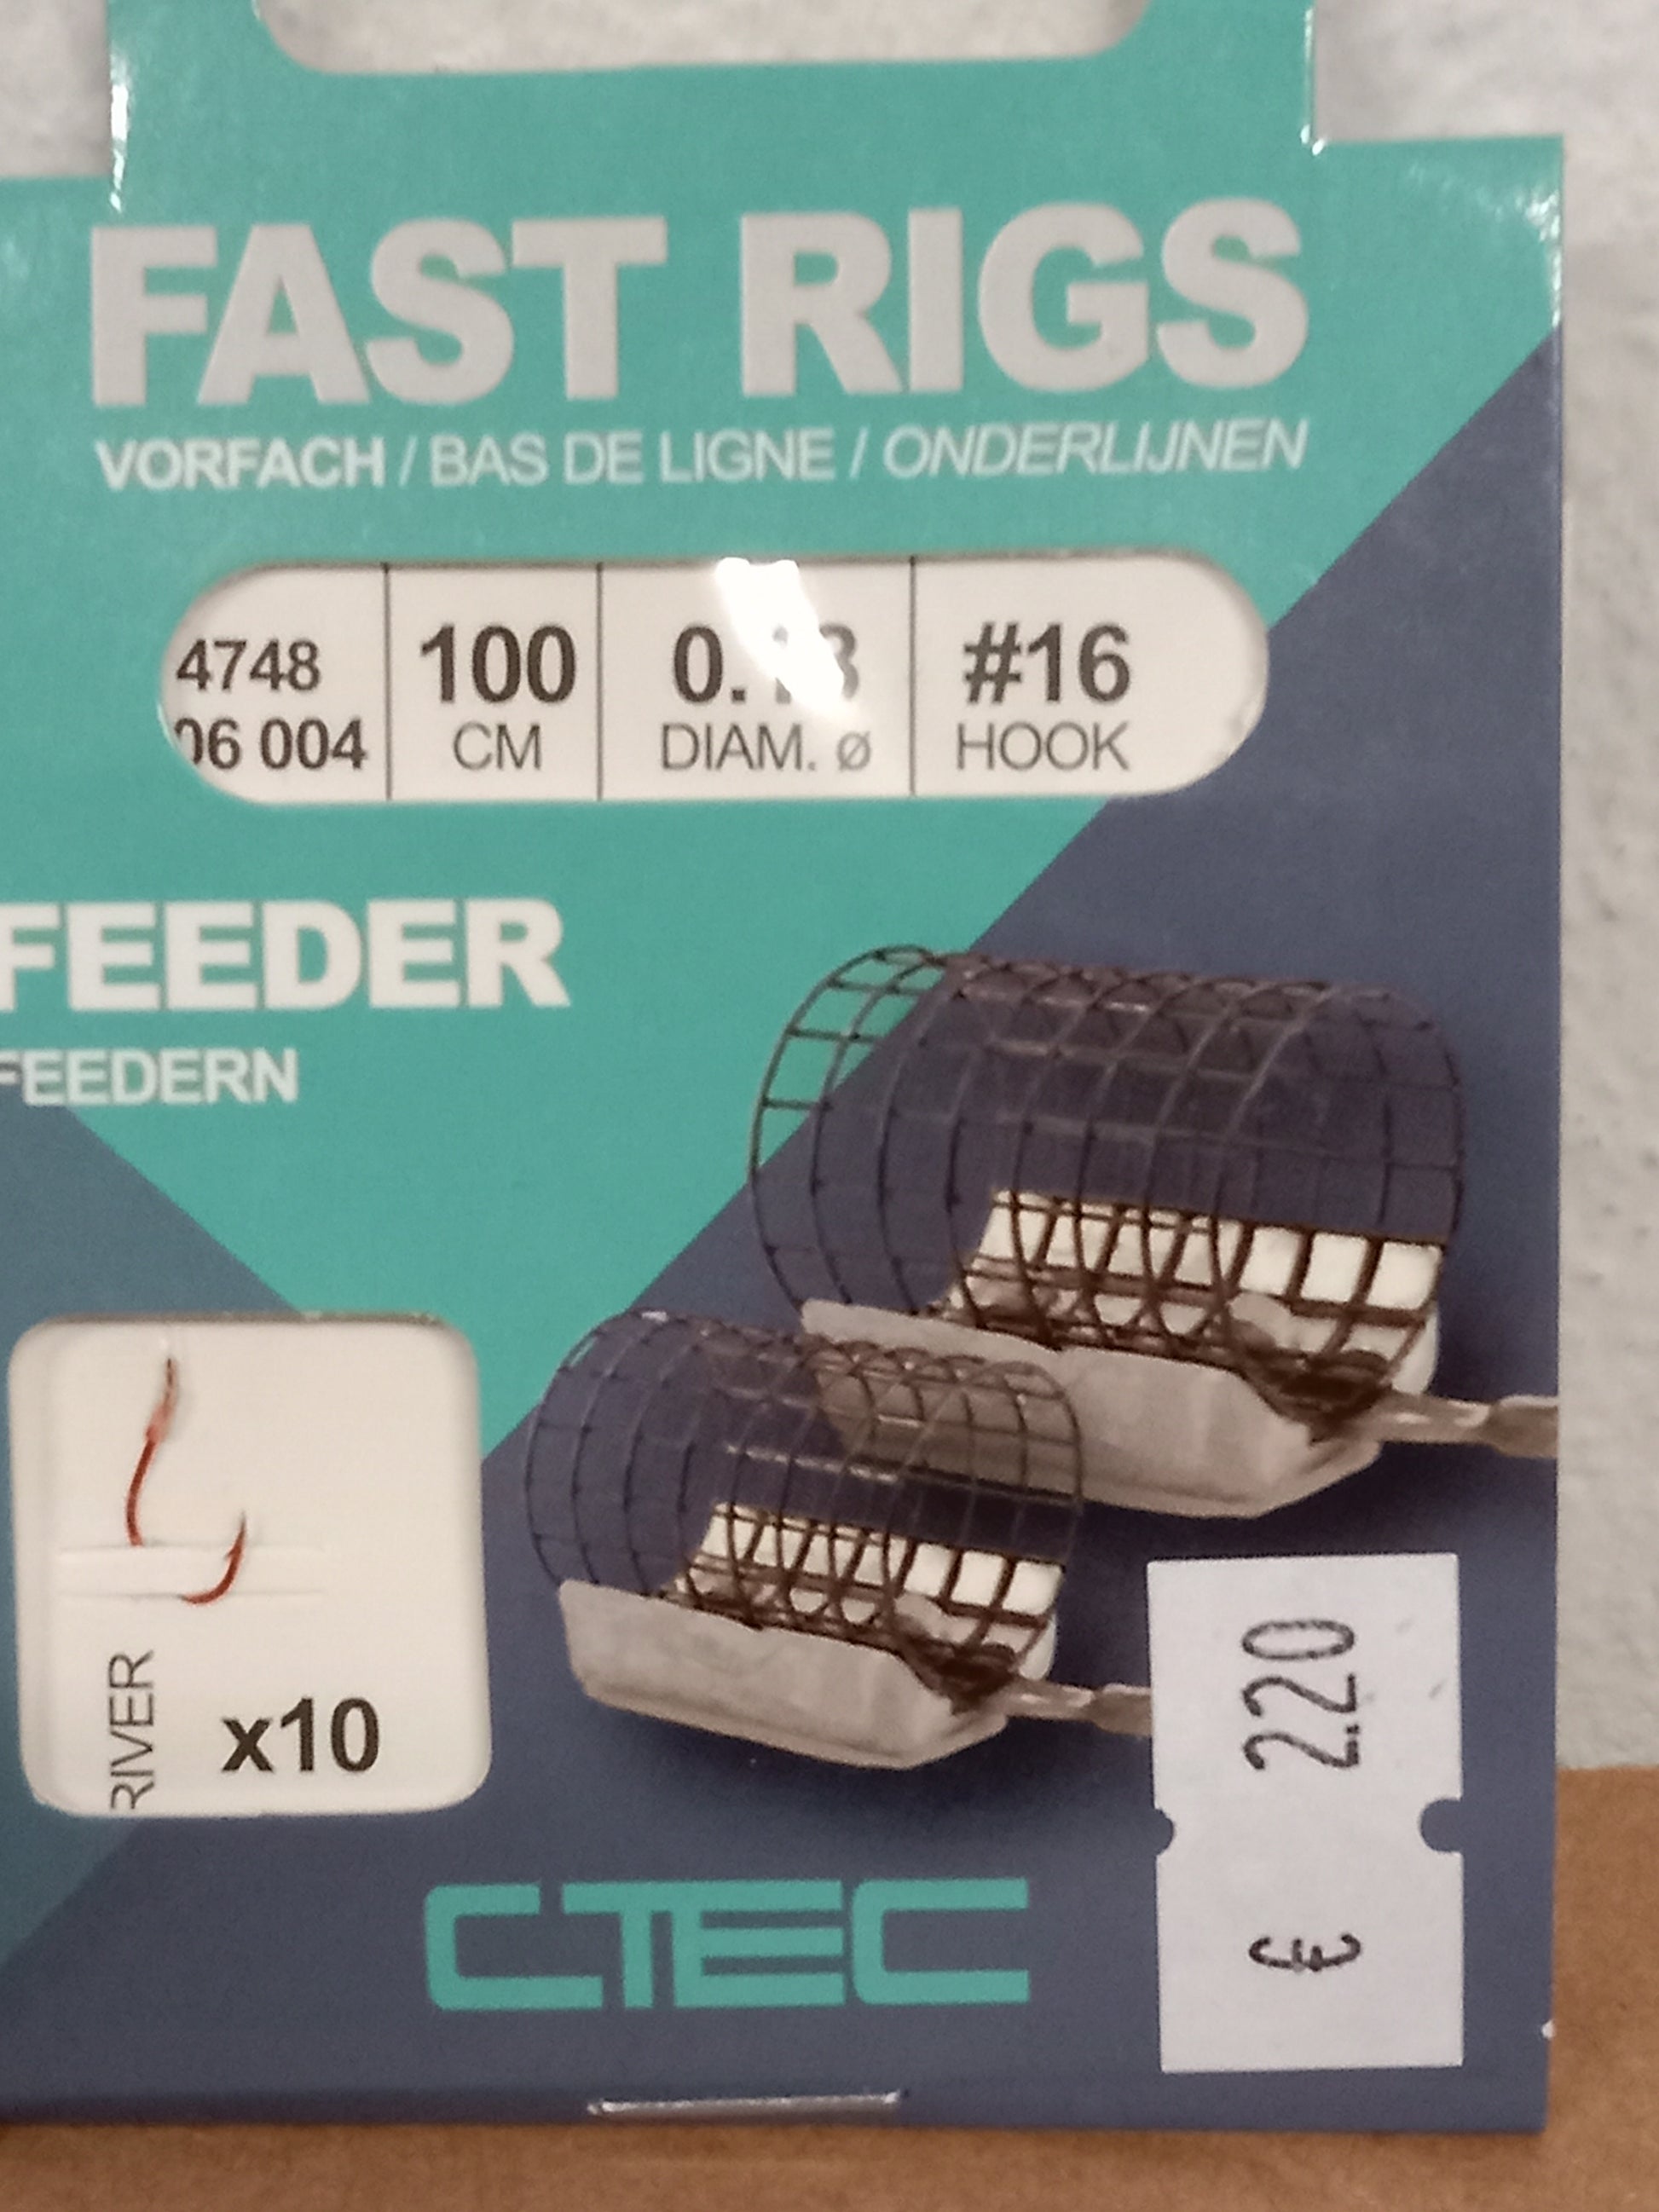 FAST RIGS
VORFACH / BAS DE LIGNE / ONDERLIJNEN
4748
06 004
100
CM
DIAM. ø
#16
HOOK
FEEDER
FEEDERN
RIVER
x10
2.20
€
CTEC